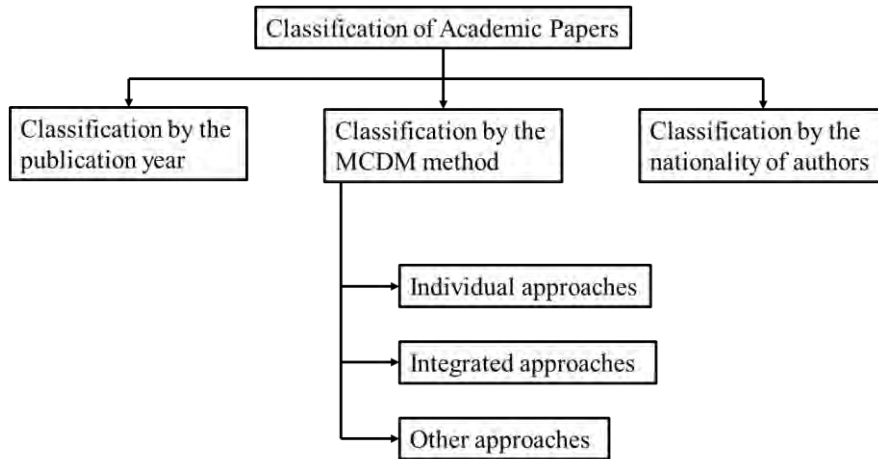 Classification of Academic Papers
Classification by the
publication year
Classification by the
MCDM method
Classification by the
nationality of authors
Individual approaches
Integrated approaches
Other approaches